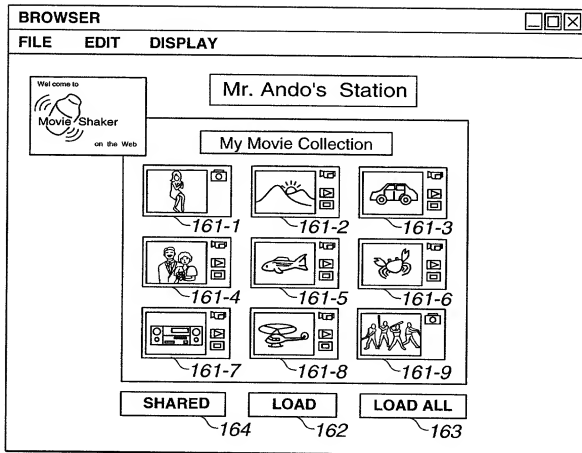 BROWSER
FILE EDIT DISPLAY
Wel come to
Movie Shaker
on the Web
Mr. Ando's Station
My Movie Collection
161-1 161-2 161-3
161-4 161-5 161-6
161-7 161-8 161-9
SHARED LOAD LOAD ALL
164 162 163